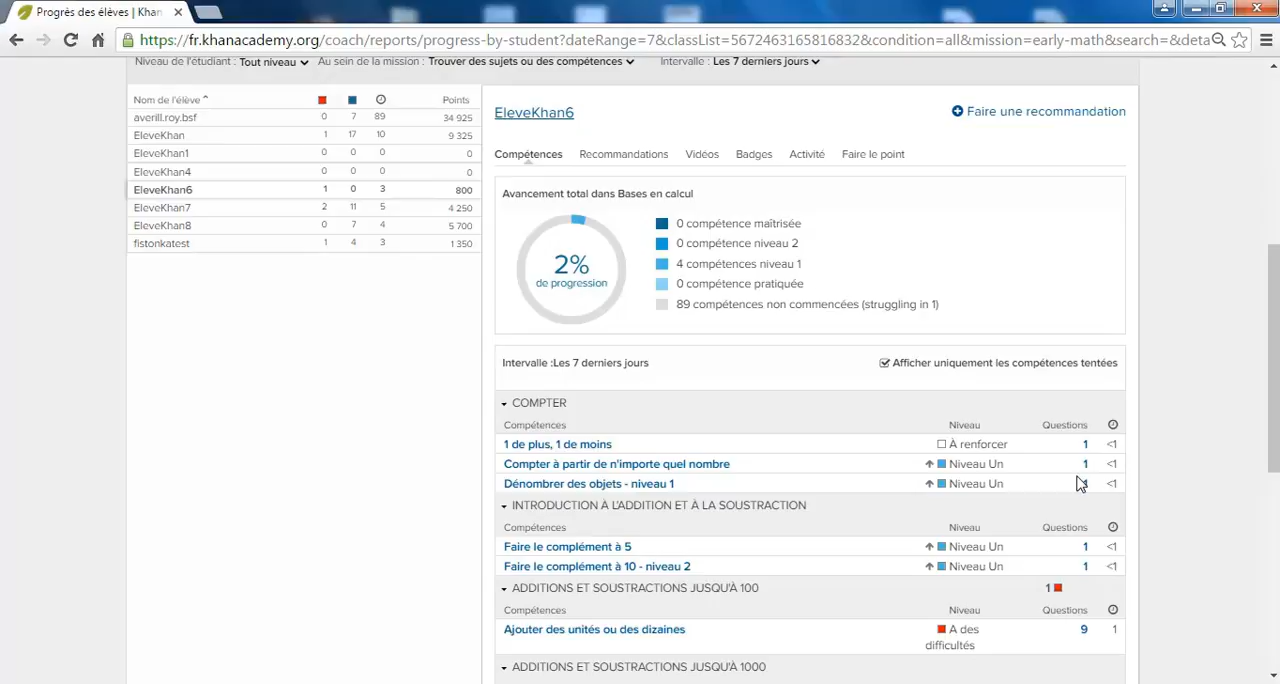 Progrès des élèves | Khan
https://fr.khanacademy.org/coach/reports/progress-by-student?dateRange=7&classList=5672463165816832&condition=all&mission=early-math&search=&deta
Niveau de l'étudiant : Tout niveau Au sein de la mission : Trouver des sujets ou des compétences Intervalle : Les 7 derniers jours
Nom de l'élève Points
averill.roy.bsf 0 7 89 34 925
EleveKhan 1 17 10 9 325
EleveKhan1 0 0 0 0
EleveKhan4 0 0 0 0
EleveKhan6 1 0 3 800
EleveKhan7 2 11 5 4 250
EleveKhan8 0 7 4 5 700
fistonkatest 1 4 3 1 350
EleveKhan6 Faire une recommandation
Compétences Recommandations Vidéos Badges Activité Faire le point
Avancement total dans Bases en calcul
2%
de progression
0 compétence maîtrisée
0 compétence niveau 2
4 compétences niveau 1
0 compétence pratiquée
89 compétences non commencées (struggling in 1)
Intervalle :Les 7 derniers jours Afficher uniquement les compétences tentées
COMPTER
Compétences Niveau Questions
1 de plus, 1 de moins À renforcer 1 <1
Compter à partir de n'importe quel nombre Niveau Un 1 <1
Dénombrer des objets - niveau 1 Niveau Un <1
INTRODUCTION À L'ADDITION ET À LA SOUSTRACTION
Compétences Niveau Questions
Faire le complément à 5 Niveau Un 1 <1
Faire le complément à 10 - niveau 2 Niveau Un 1 <1
ADDITIONS ET SOUSTRACTIONS JUSQU'À 100 1
Compétences Niveau Questions
Ajouter des unités ou des dizaines A des 9 1
difficultés
ADDITIONS ET SOUSTRACTIONS JUSQU'À 1000